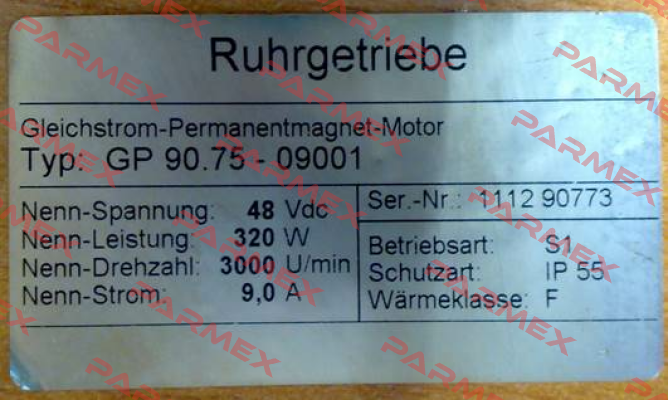 Ruhrgetriebe
Gleichstrom-Permanentmagnet-Motor
Typ: GP 90.75 - 09001
Nenn-Spannung: 48 Vdc
Nenn-Leistung: 320 W
Nenn-Drehzahl: 3000 U/min
Nenn-Strom: 9,0 A
Ser.-Nr.: 1112 90773
Betriebsart: S1
Schutzart: IP 55
Wärmeklasse: F
PARMEX